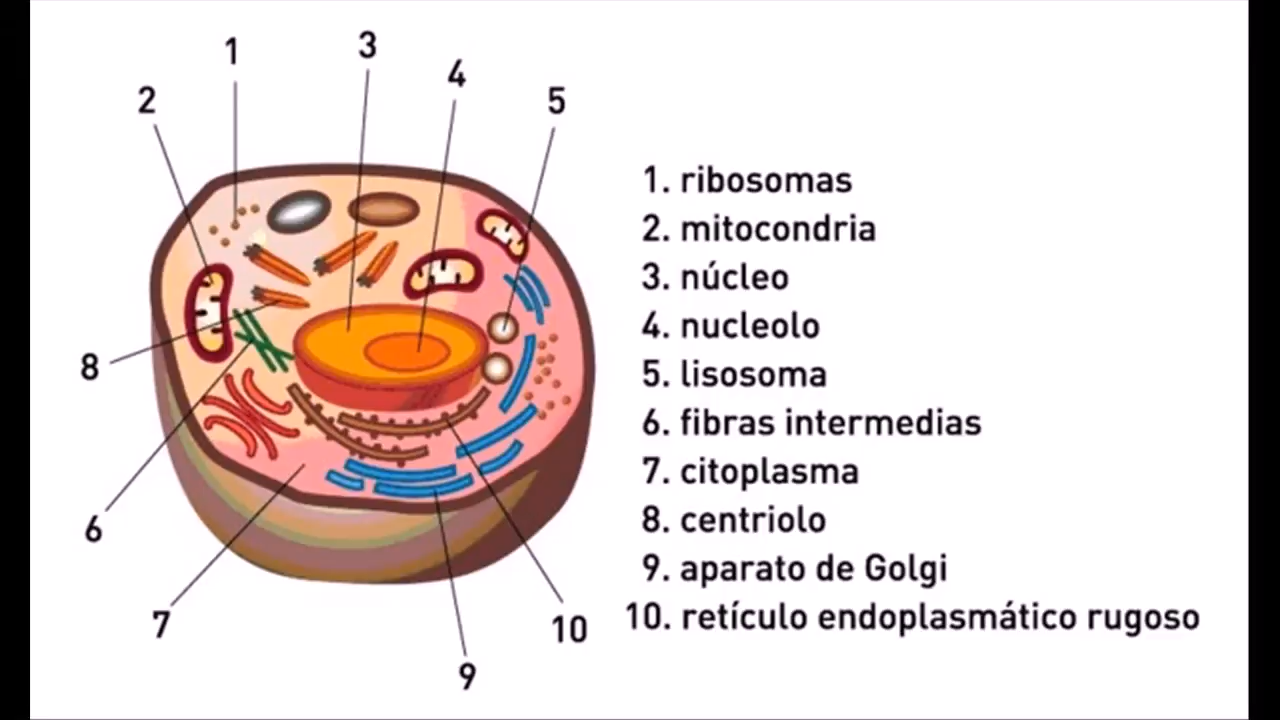 1
3
4
2
5
8
6
7
10
9
1. ribosomas
2. mitocondria
3. núcleo
4. nucleolo
5. lisosoma
6. fibras intermedias
7. citoplasma
8. centriolo
9. aparato de Golgi
10. retículo endoplasmático rugoso